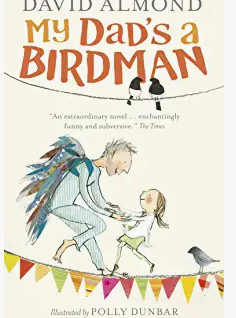 DAVID ALMOND
MY DAD'S A
BIRDMAN
"An extraordinary novel ... enchantingly
funny and subversive." The Times
Illustrated by POLLY DUNBAR